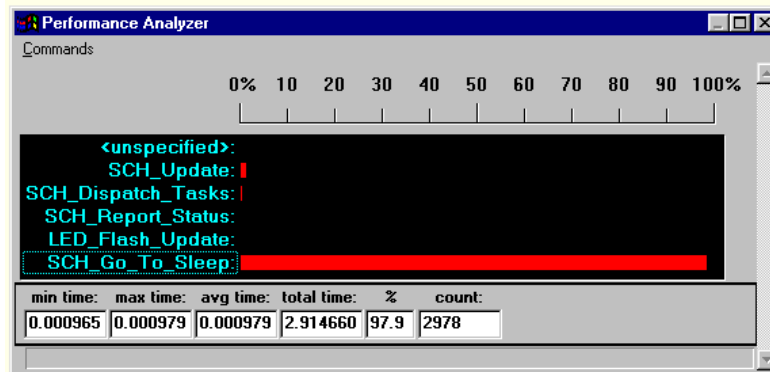 Performance Analyzer
Commands
0% 10 20 30 40 50 60 70 80 90 100%
<unspecified>:
SCH_Update:
SCH_Dispatch_Tasks:
SCH_Report_Status:
LED_Flash_Update:
SCH_Go_To_Sleep:
min time: max time: avg time: total time: % count:
0.000965 0.000979 0.000979 2.914660 97.9 2978